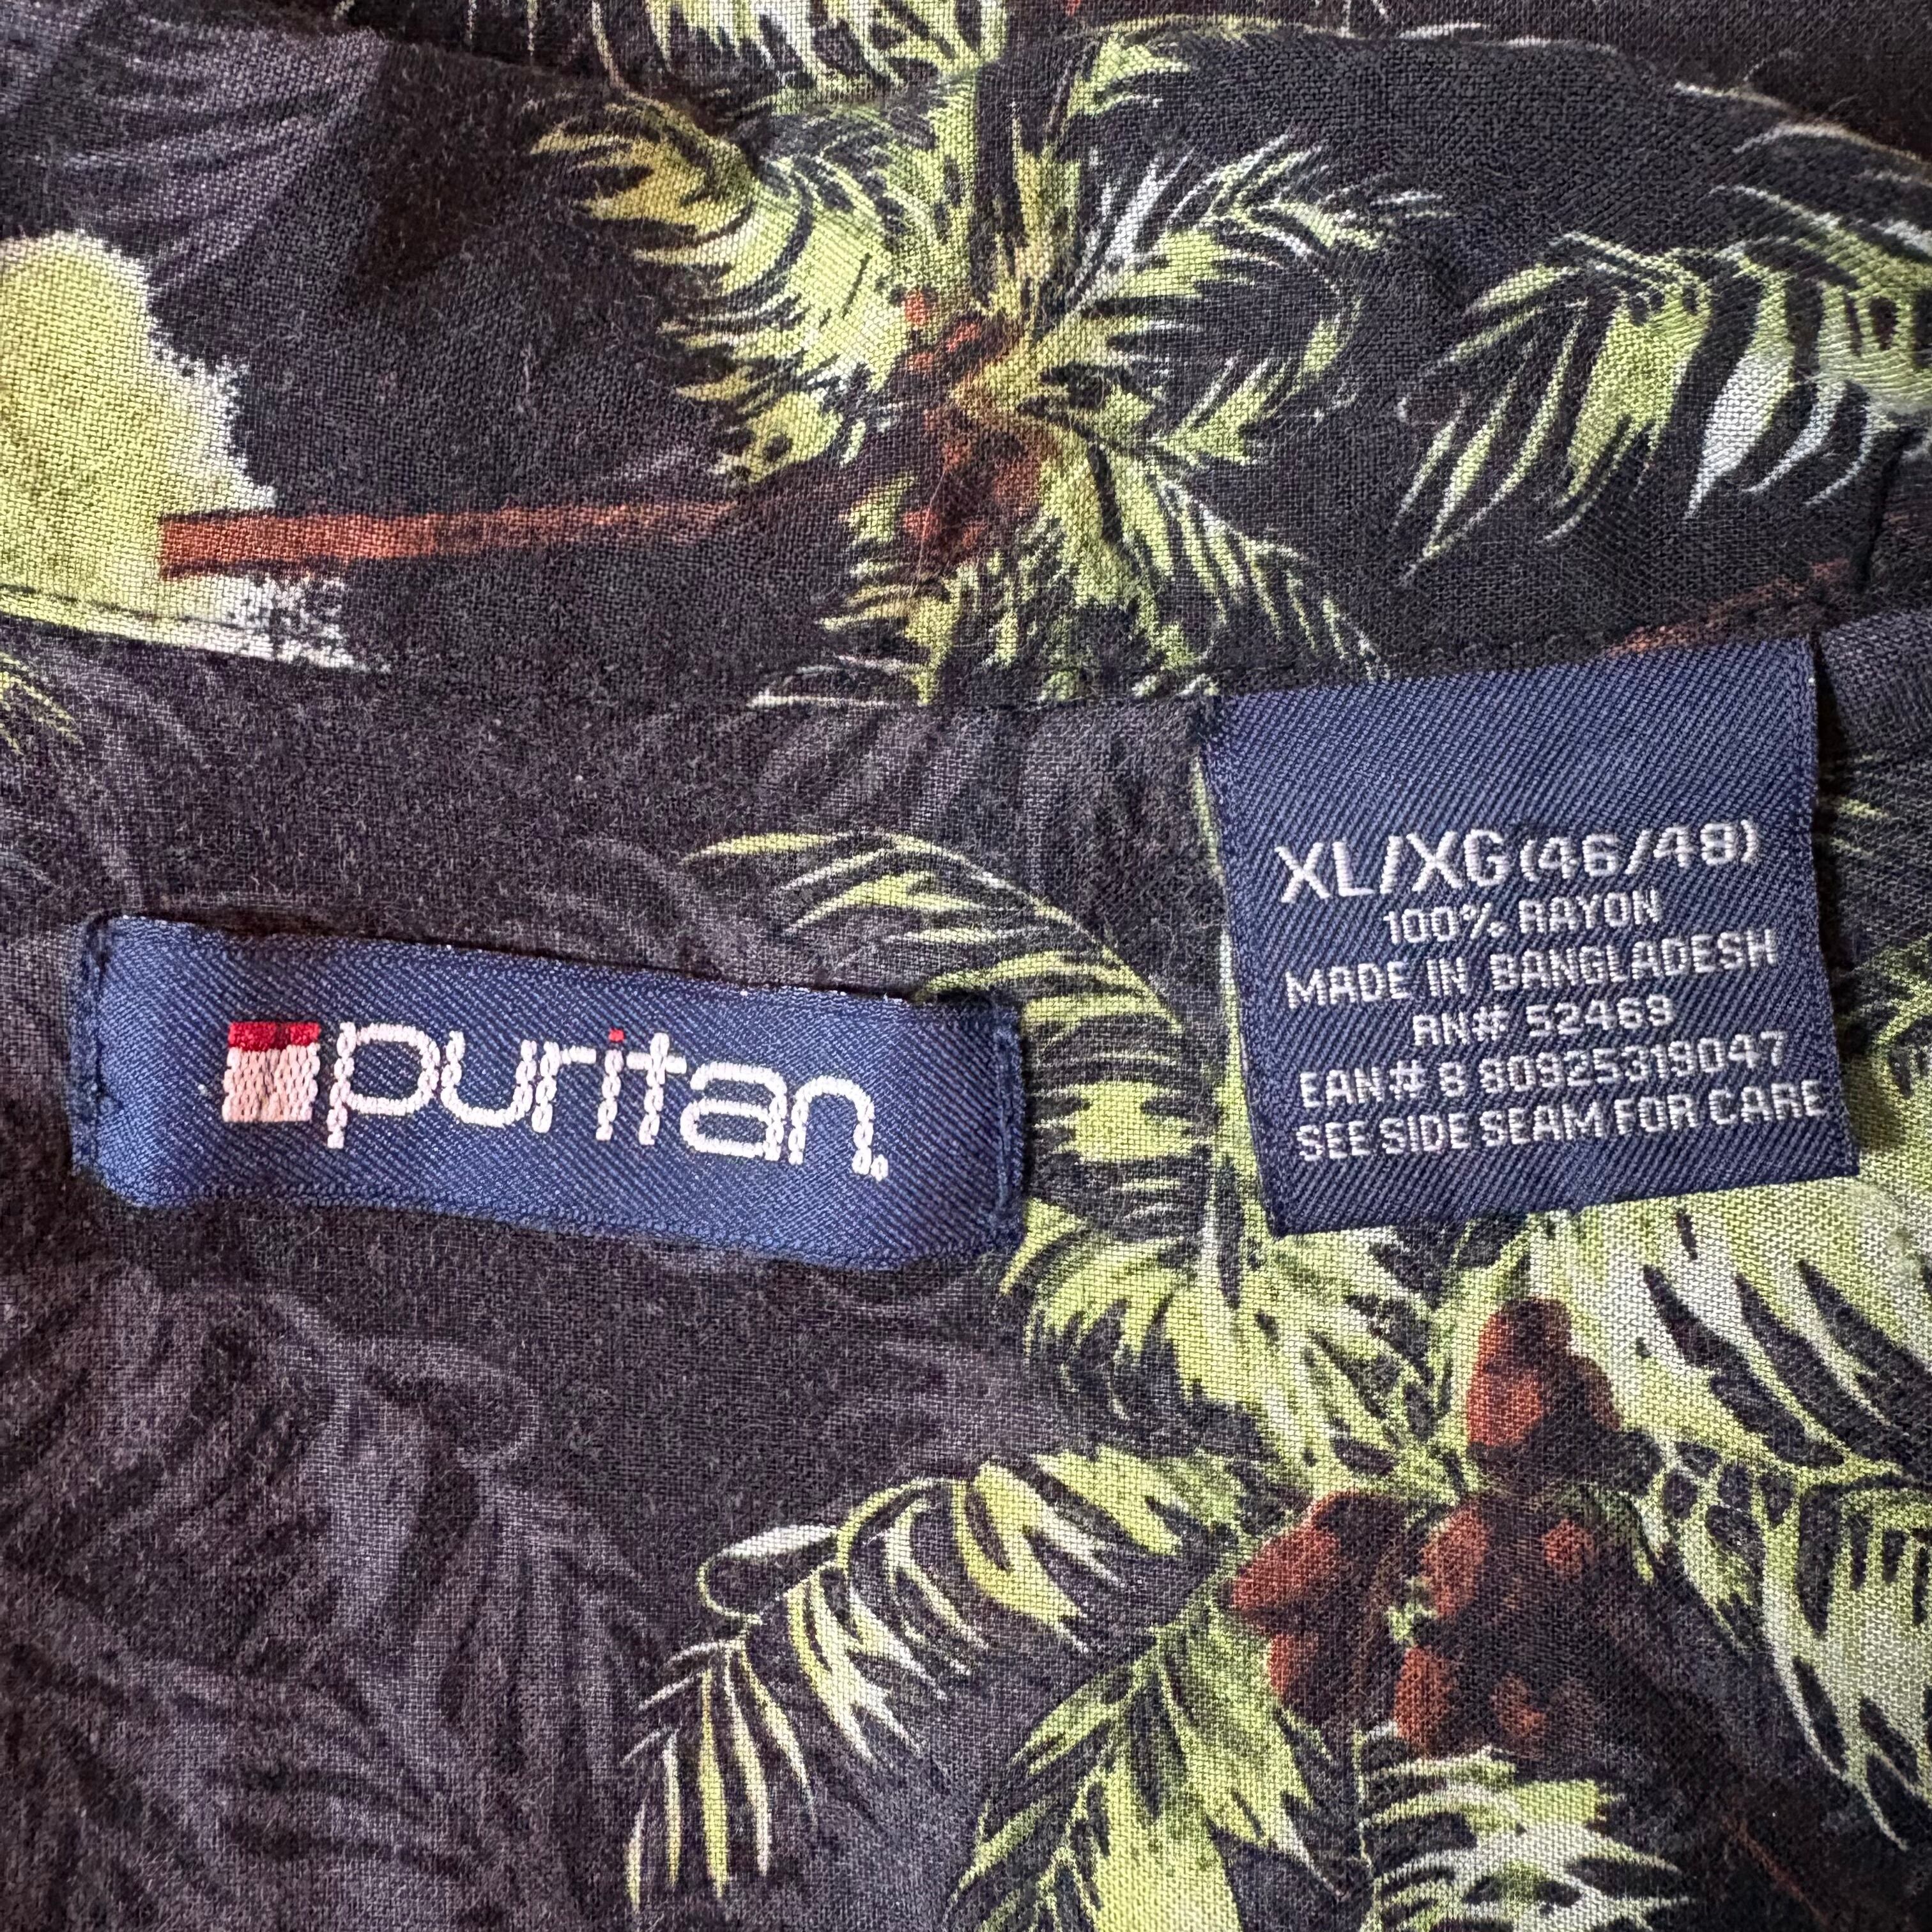 puritan.
XL/XG (46/48)
100% RAYON
MADE IN BANGLADESH
RN# 52469
EAN# 8 80925319047
SEE SIDE SEAM FOR CARE